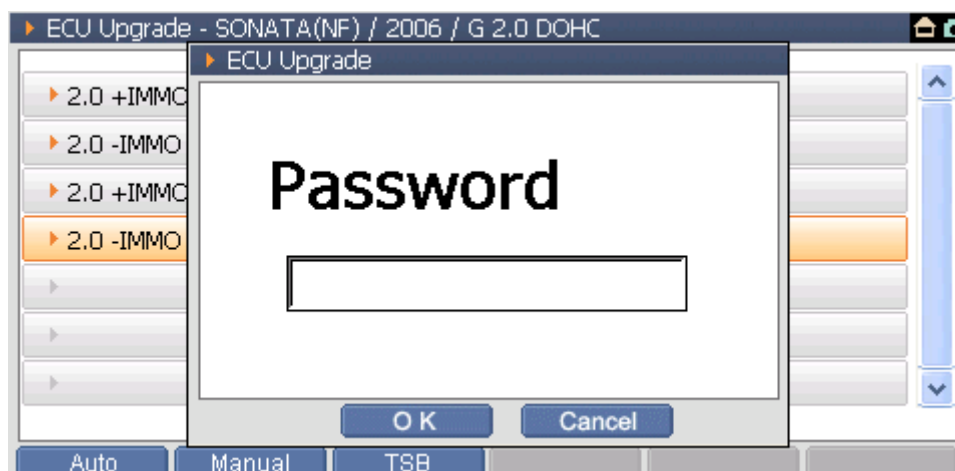 ECU Upgrade - SONATA(NF) / 2006 / G 2.0 DOHC
ECU Upgrade
2.0 +IMMO
2.0 -IMMO
2.0 +IMMO
2.0 -IMMO
Password
O K
Cancel
Auto
Manual
TSB